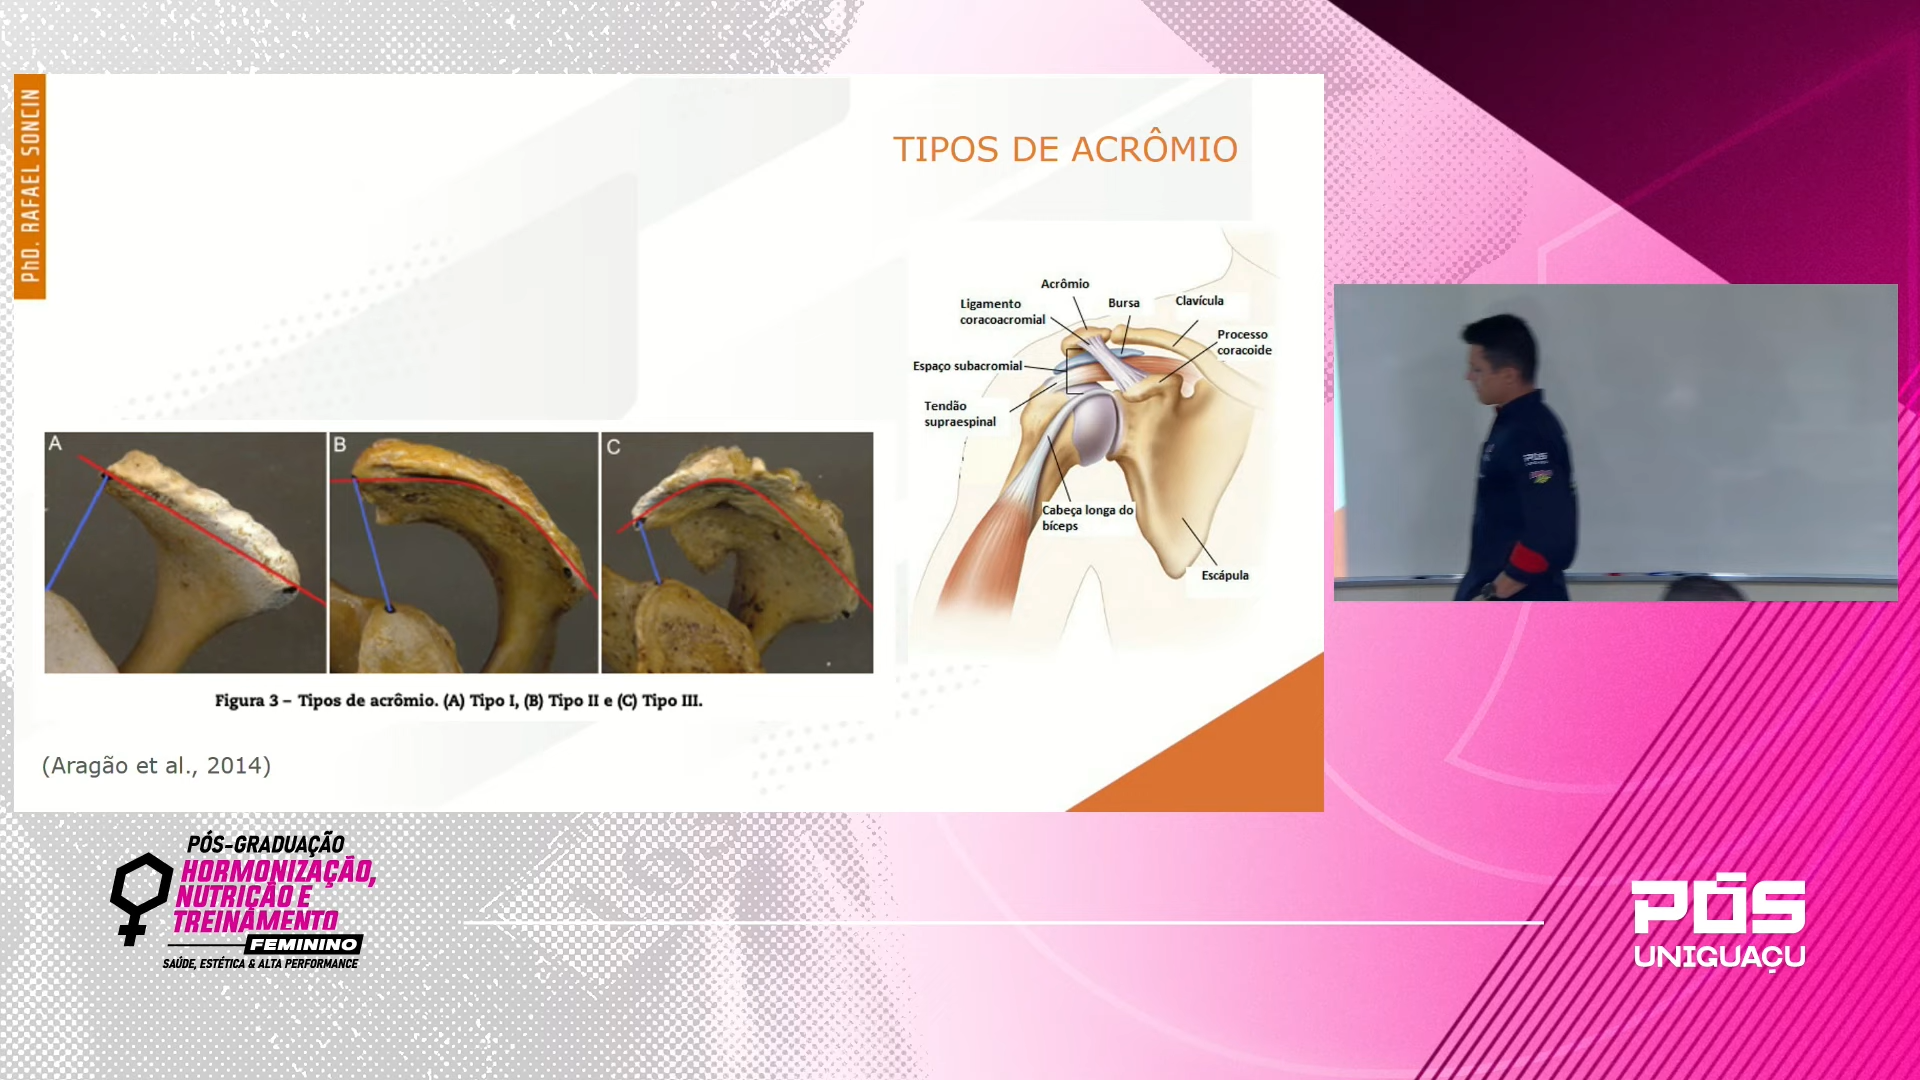 PhD. RAFAEL SONCIN
TIPOS DE ACRÔMIO
Acrômio
Ligamento
coracoacromial
Bursa
Clavícula
Processo
coracoide
Espaço subacromial
Tendão
supraespinal
Cabeça longa do
bíceps
Escápula
A
B
C
Figura 3 – Tipos de acrômio. (A) Tipo I, (B) Tipo II e (C) Tipo III.
(Aragão et al., 2014)
PÓS-GRADUAÇÃO
HORMONIZAÇÃO,
NUTRIÇÃO E
TREINAMENTO
FEMININO
SAÚDE, ESTÉTICA & ALTA PERFORMANCE
PÓS
PÓS
UNIGUAÇU